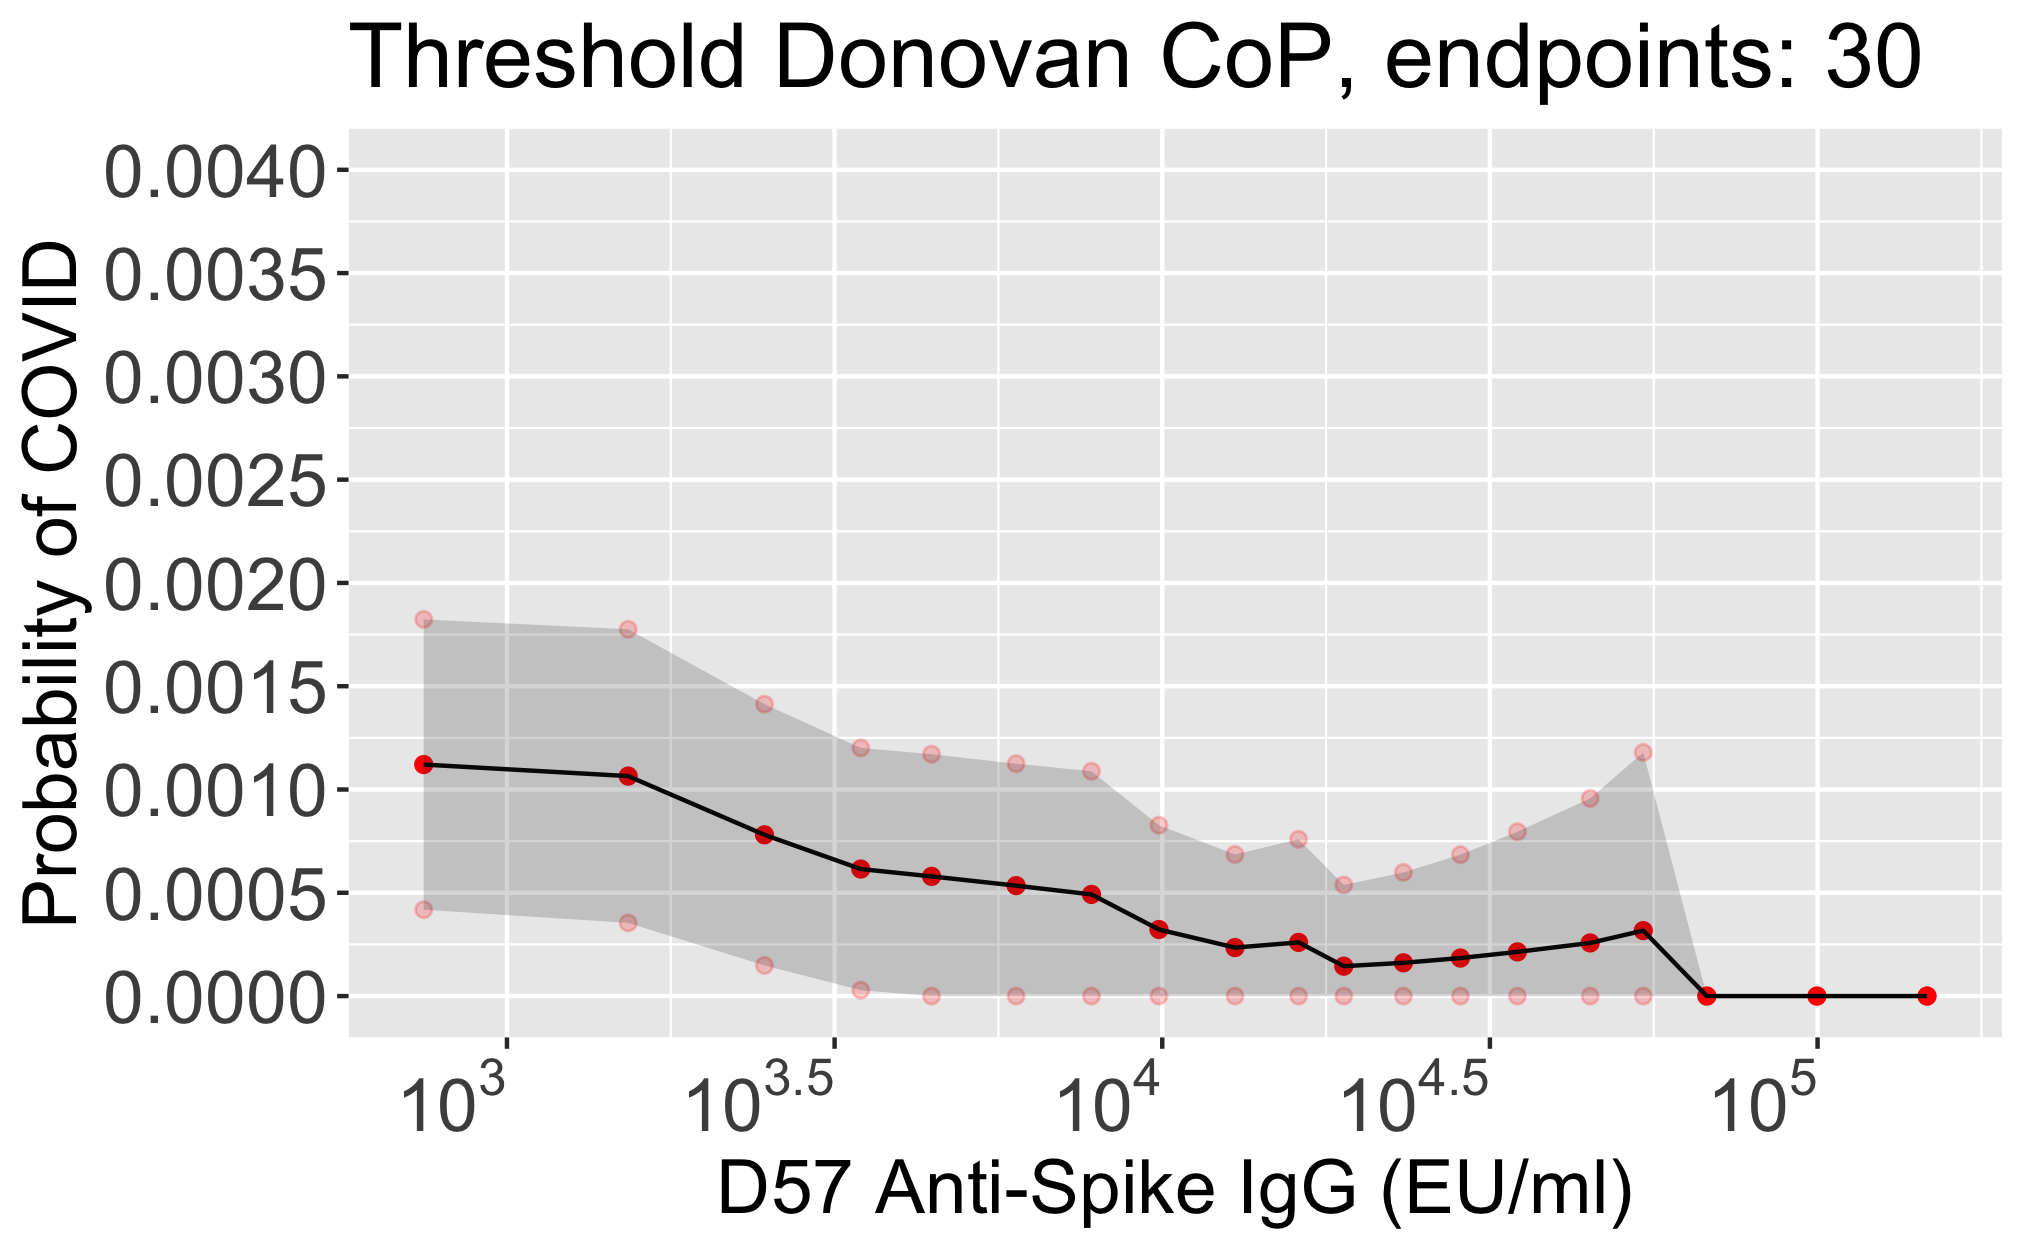 Threshold Donovan CoP, endpoints: 30
Probability of COVID
0.0040
0.0035
0.0030
0.0025
0.0020
0.0015
0.0010
0.0005
0.0000
10^3 10^3.5 10^4 10^4.5 10^5
D57 Anti-Spike IgG (EU/ml)